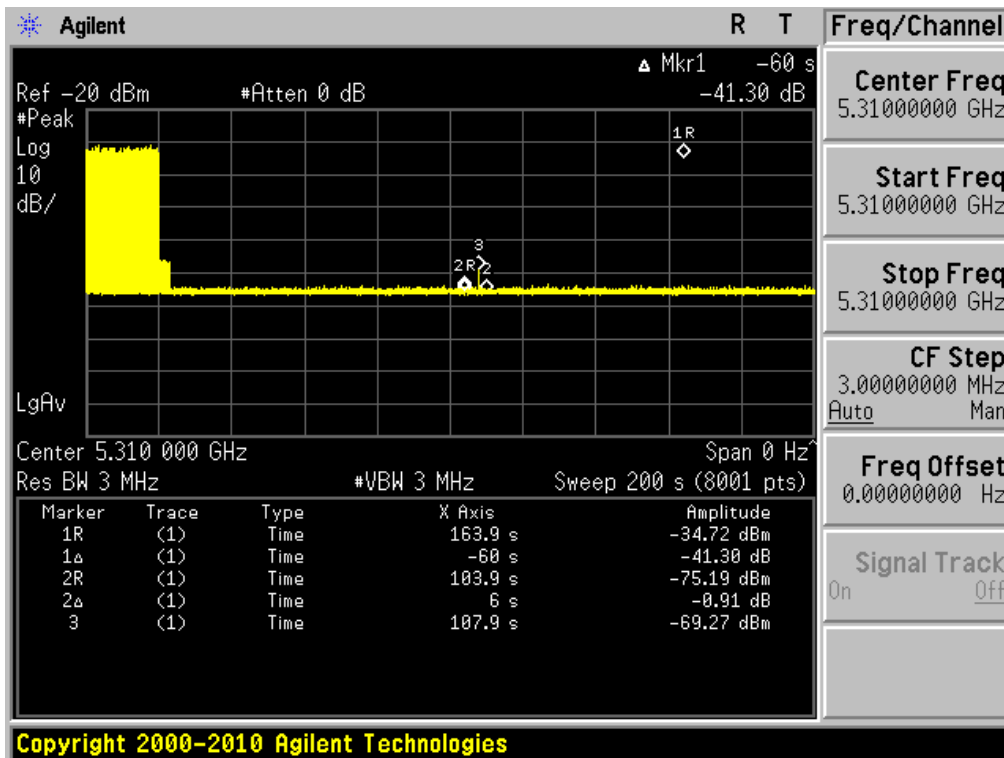 Agilent R T
Freq/Channel
Δ Mkr1 -60 s
Ref -20 dBm #Atten 0 dB -41.30 dB
#Peak
Log
10
dB/
1R
3
2R 2
LgAv
Center 5.310 000 GHz Span 0 Hz^
Res BW 3 MHz #VBW 3 MHz Sweep 200 s (8001 pts)
Marker Trace Type X Axis Amplitude
1R (1) Time 163.9 s -34.72 dBm
1Δ (1) Time -60 s -41.30 dB
2R (1) Time 103.9 s -75.19 dBm
2Δ (1) Time 6 s -0.91 dB
3 (1) Time 107.9 s -69.27 dBm
Center Freq
5.31000000 GHz
Start Freq
5.31000000 GHz
Stop Freq
5.31000000 GHz
CF Step
3.00000000 MHz
Auto Man
Freq Offset
0.00000000 Hz
Signal Track
On Off
Copyright 2000-2010 Agilent Technologies